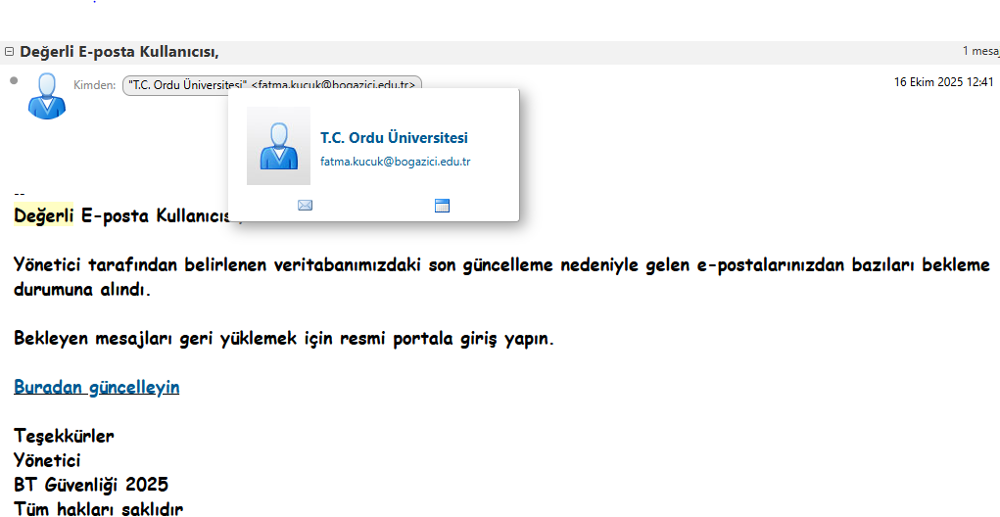 Değerli E-posta Kullanıcısı,
1 mesaj
Kimden: "T.C. Ordu Üniversitesi" <fatma.kucuk@bogazici.edu.tr>
16 Ekim 2025 12:41
T.C. Ordu Üniversitesi
fatma.kucuk@bogazici.edu.tr
--
Değerli E-posta
Yönetici tarafından belirlenen veritabanımızdaki son güncelleme nedeniyle gelen e-postalarınızdan bazıları bekleme
durumuna alındı.
Bekleyen mesajları geri yüklemek için resmi portala giriş yapın.
Buradan güncelleyin
Teşekkürler
Yönetici
BT Güvenliği 2025
Tüm hakları saklıdır